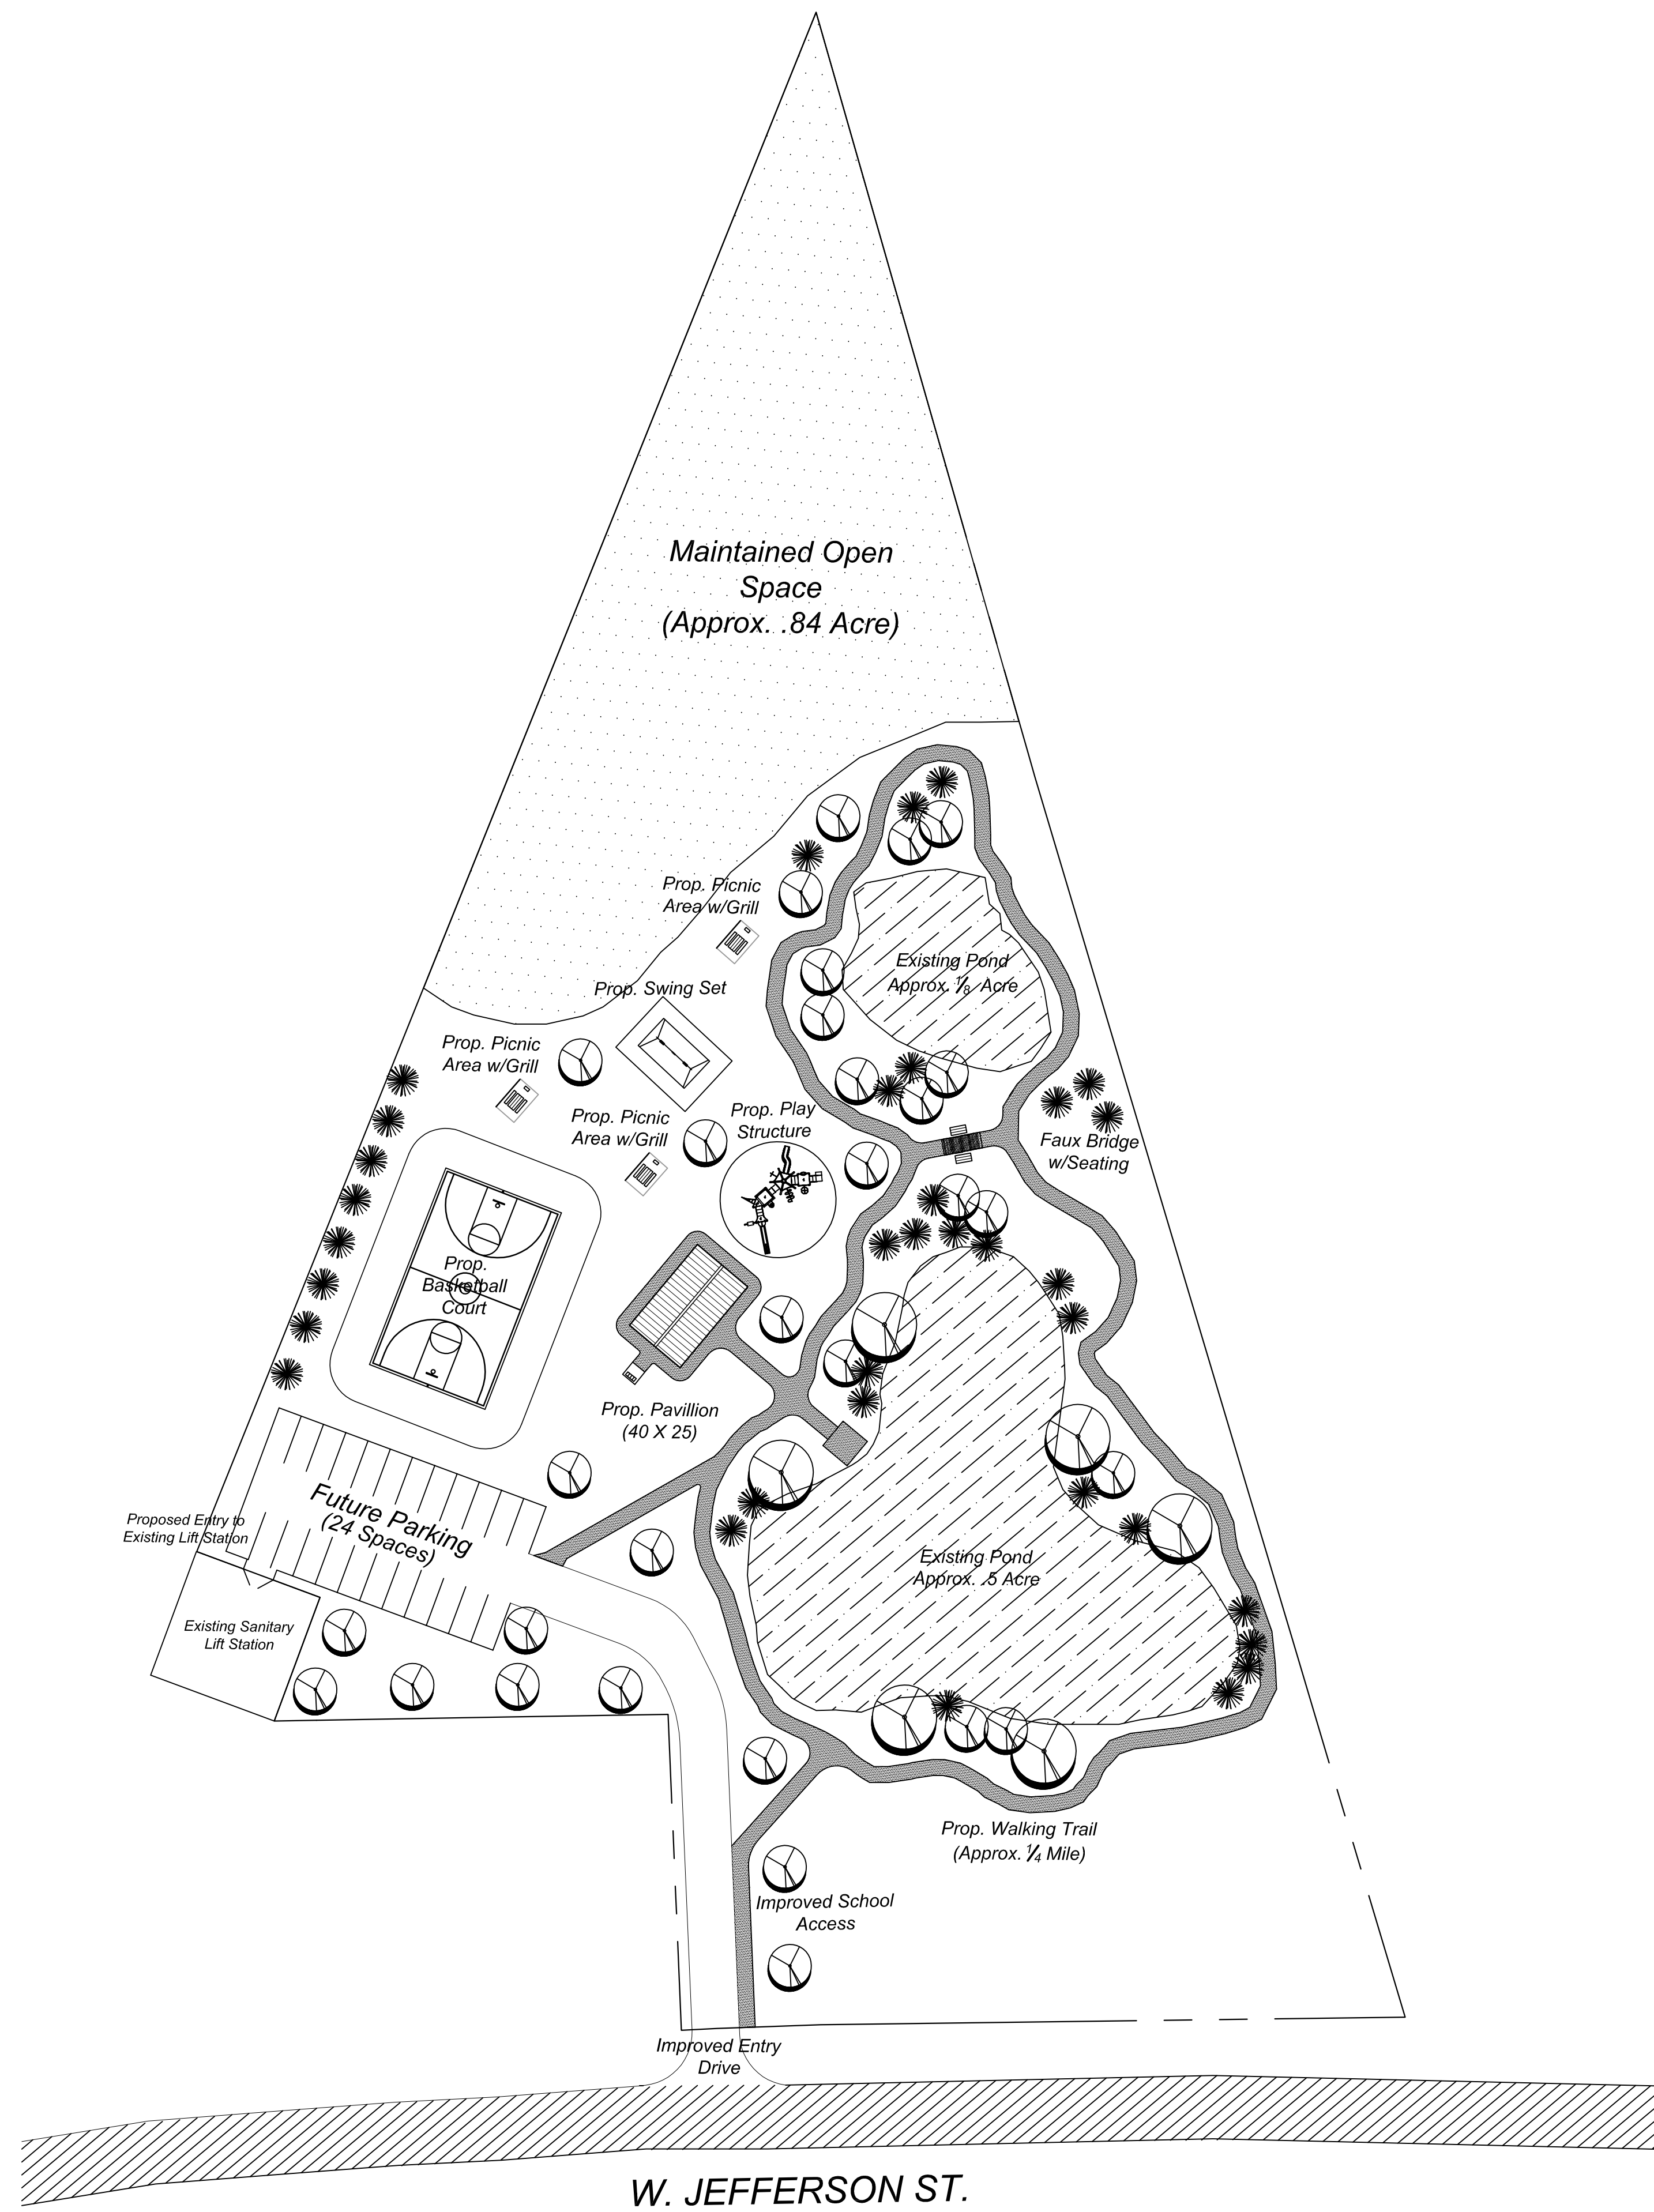 Maintained Open
Space
(Approx. .84 Acre)
Prop. Picnic
Area w/Grill
Existing Pond
Approx. 1/8 Acre
Prop. Swing Set
Prop. Picnic
Area w/Grill
Prop. Picnic
Area w/Grill
Prop. Play
Structure
Faux Bridge
w/Seating
Prop.
Basketball
Court
Prop. Pavillion
(40 X 25)
Future Parking
(24 Spaces)
Proposed Entry to
Existing Lift Station
Existing Pond
Approx. .5 Acre
Existing Sanitary
Lift Station
Prop. Walking Trail
(Approx. 1/4 Mile)
Improved School
Access
Improved Entry
Drive
W. JEFFERSON ST.